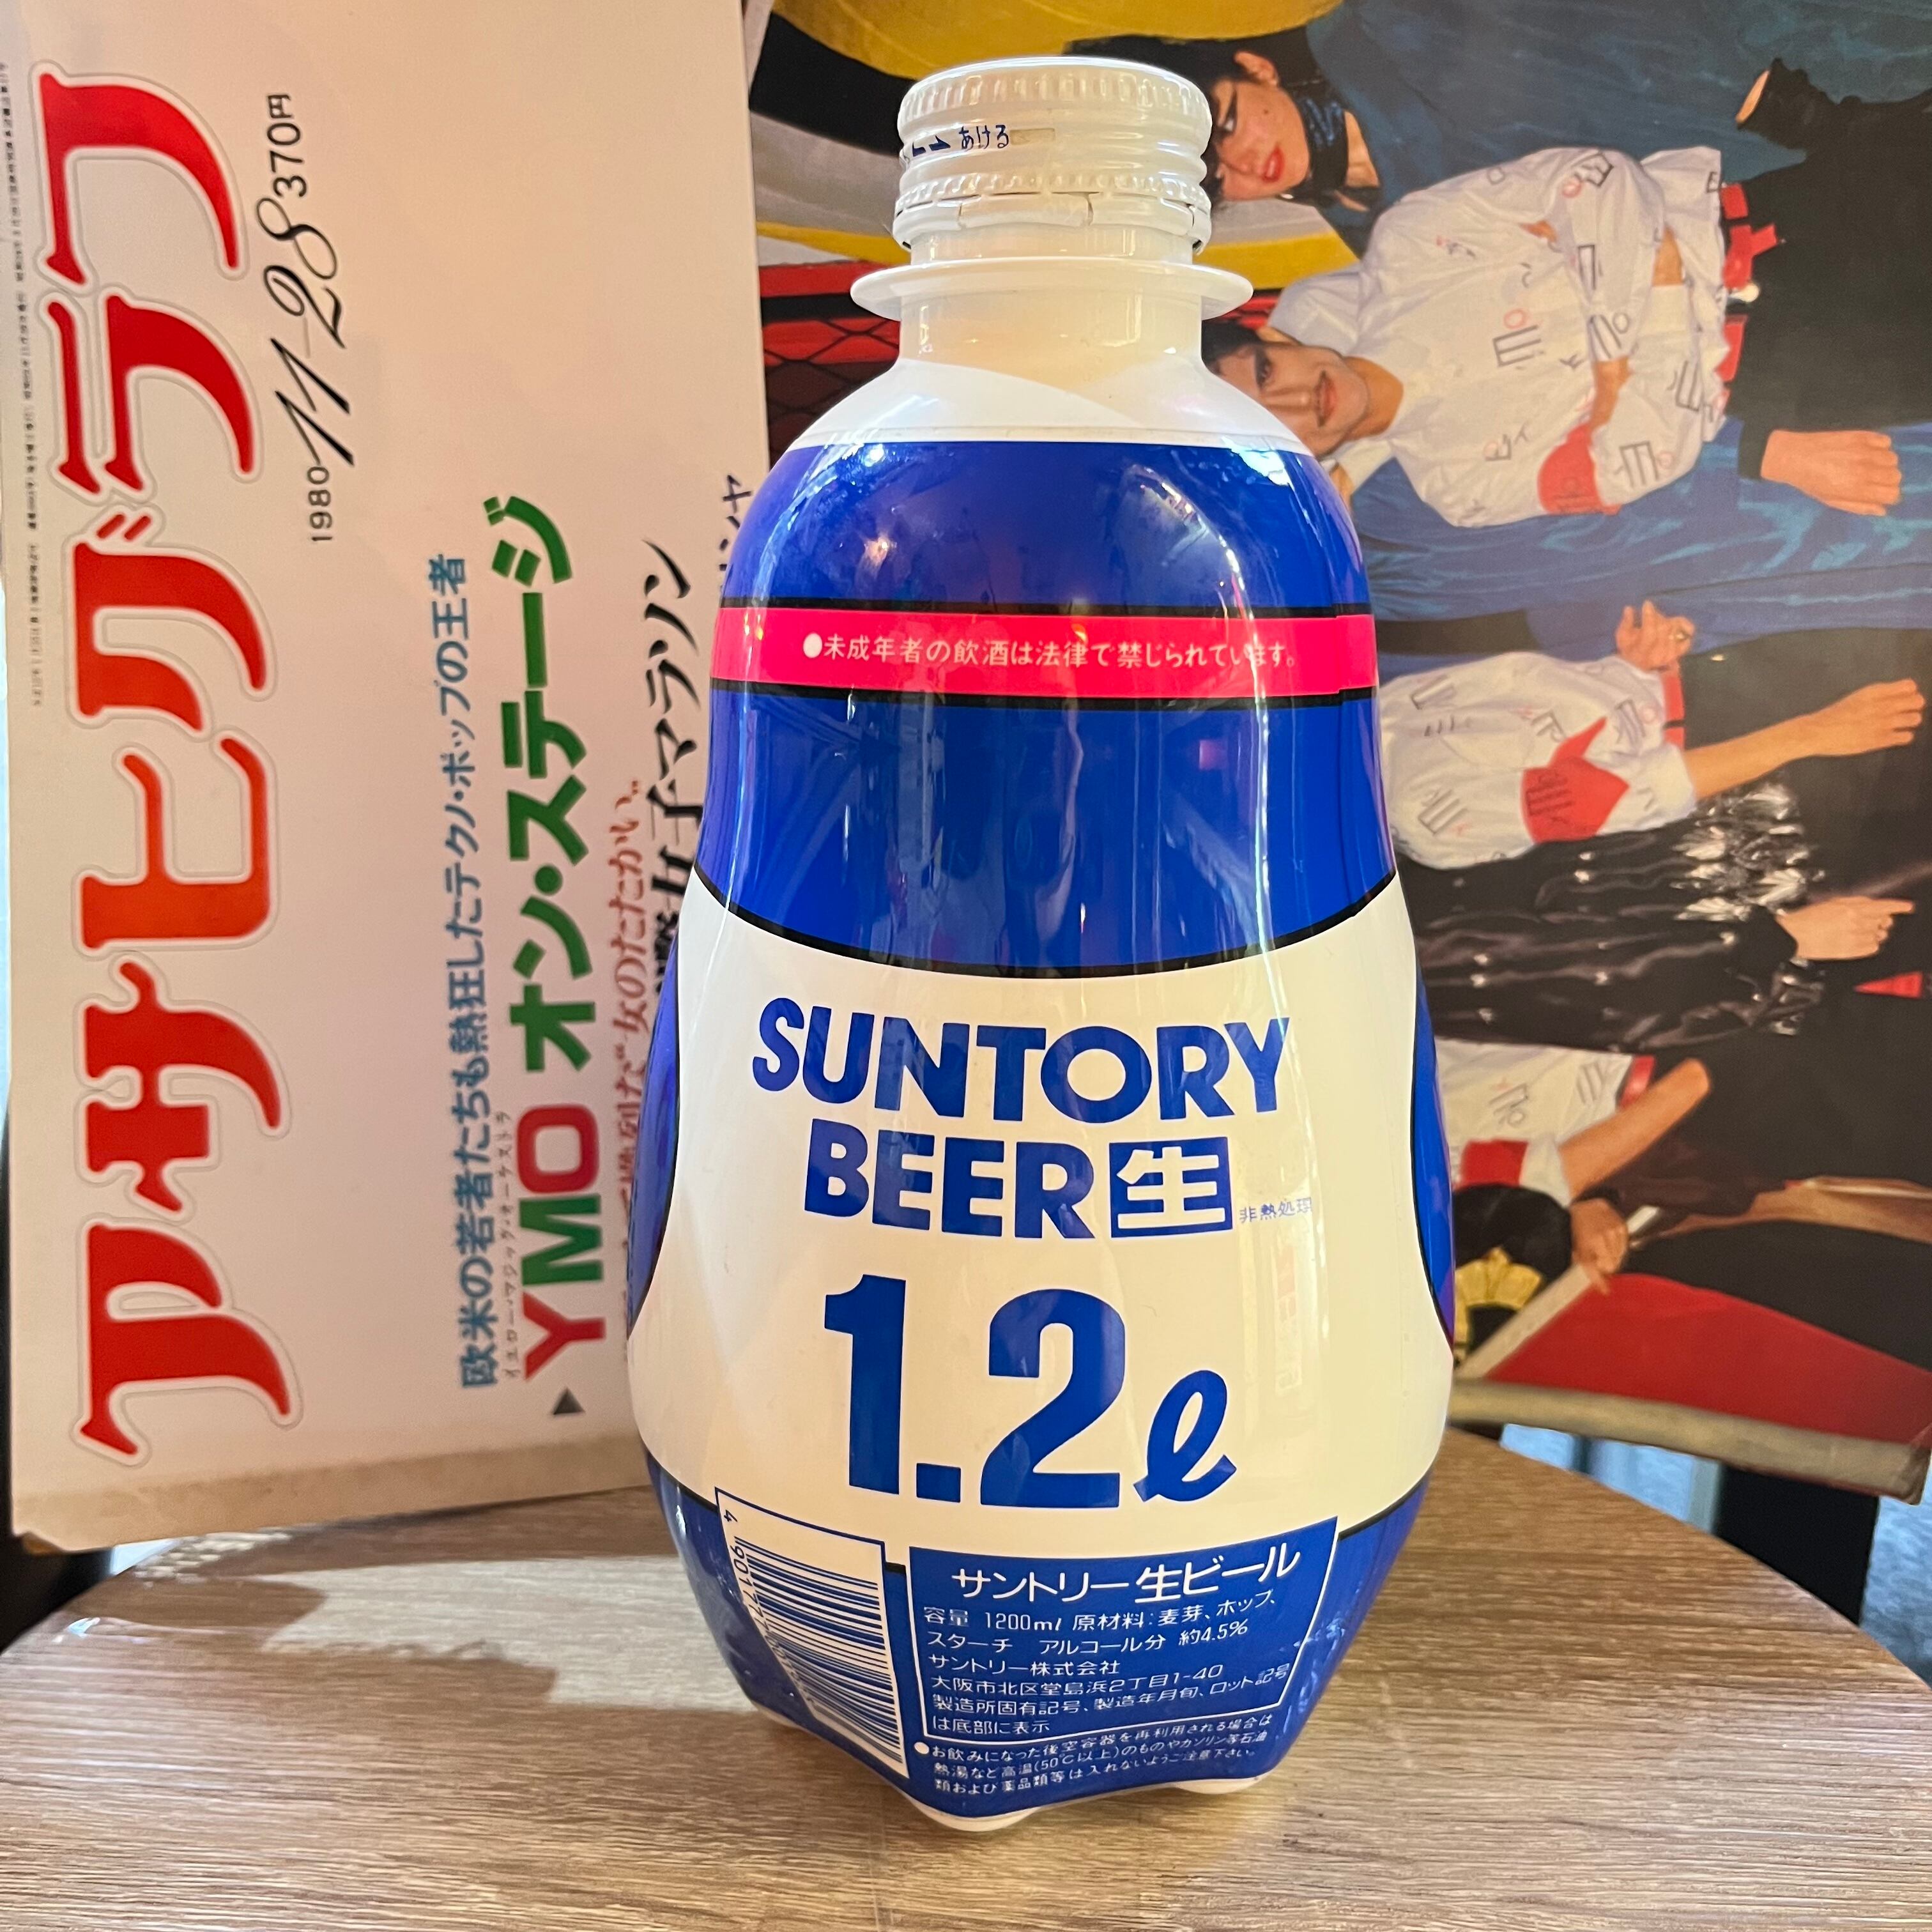 アサヒグラフ
1980 11-28 370円
欧米の若者たちも熱狂したテクノ・ポップの王者
イエロー・マジック・オーケストラ
YMO オン・ステージ
女子マラソン
あける
●未成年者の飲酒は法律で禁じられています。
SUNTORY
BEER 生
非熱処理
1.2ℓ
サントリー生ビール
容量 1200ml 原材料:麦芽、ホップ、
スターチ アルコール分 約4.5%
サントリー株式会社
大阪市北区堂島浜2丁目1-40
製造所固有記号、製造年月旬、ロット記号
は底部に表示
●お飲みになった後空容器を再利用される場合は
熱湯など高温(50℃以上)のものやガソリン等石油
類および薬品類等は入れないようご注意下さい。